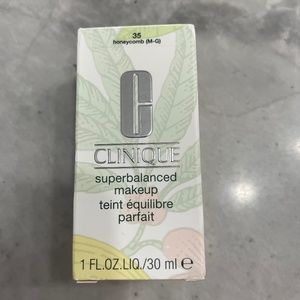 35
honeycomb (M-G)
CLINIQUE
superbalanced
makeup
teint équilibre
parfait
1 FL.OZ.LIQ./30 ml ℮